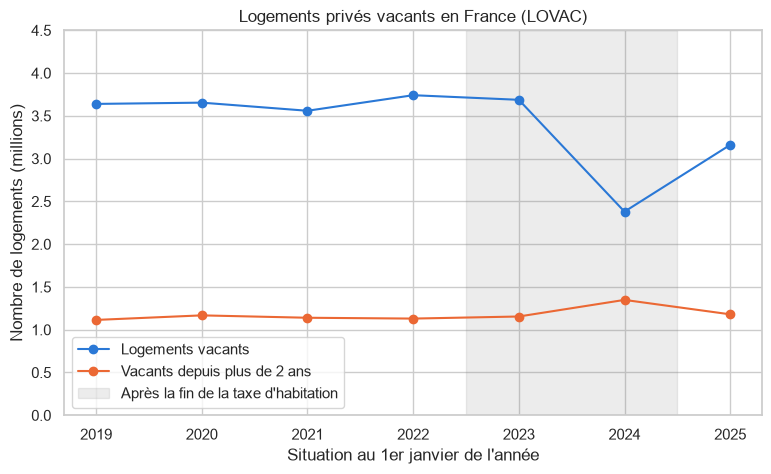 Logements privés vacants en France (LOVAC)
Nombre de logements (millions)
4.5
4.0
3.5
3.0
2.5
2.0
1.5
1.0
0.5
0.0
Logements vacants
Vacants depuis plus de 2 ans
Après la fin de la taxe d'habitation
2019 2020 2021 2022 2023 2024 2025
Situation au 1er janvier de l'année